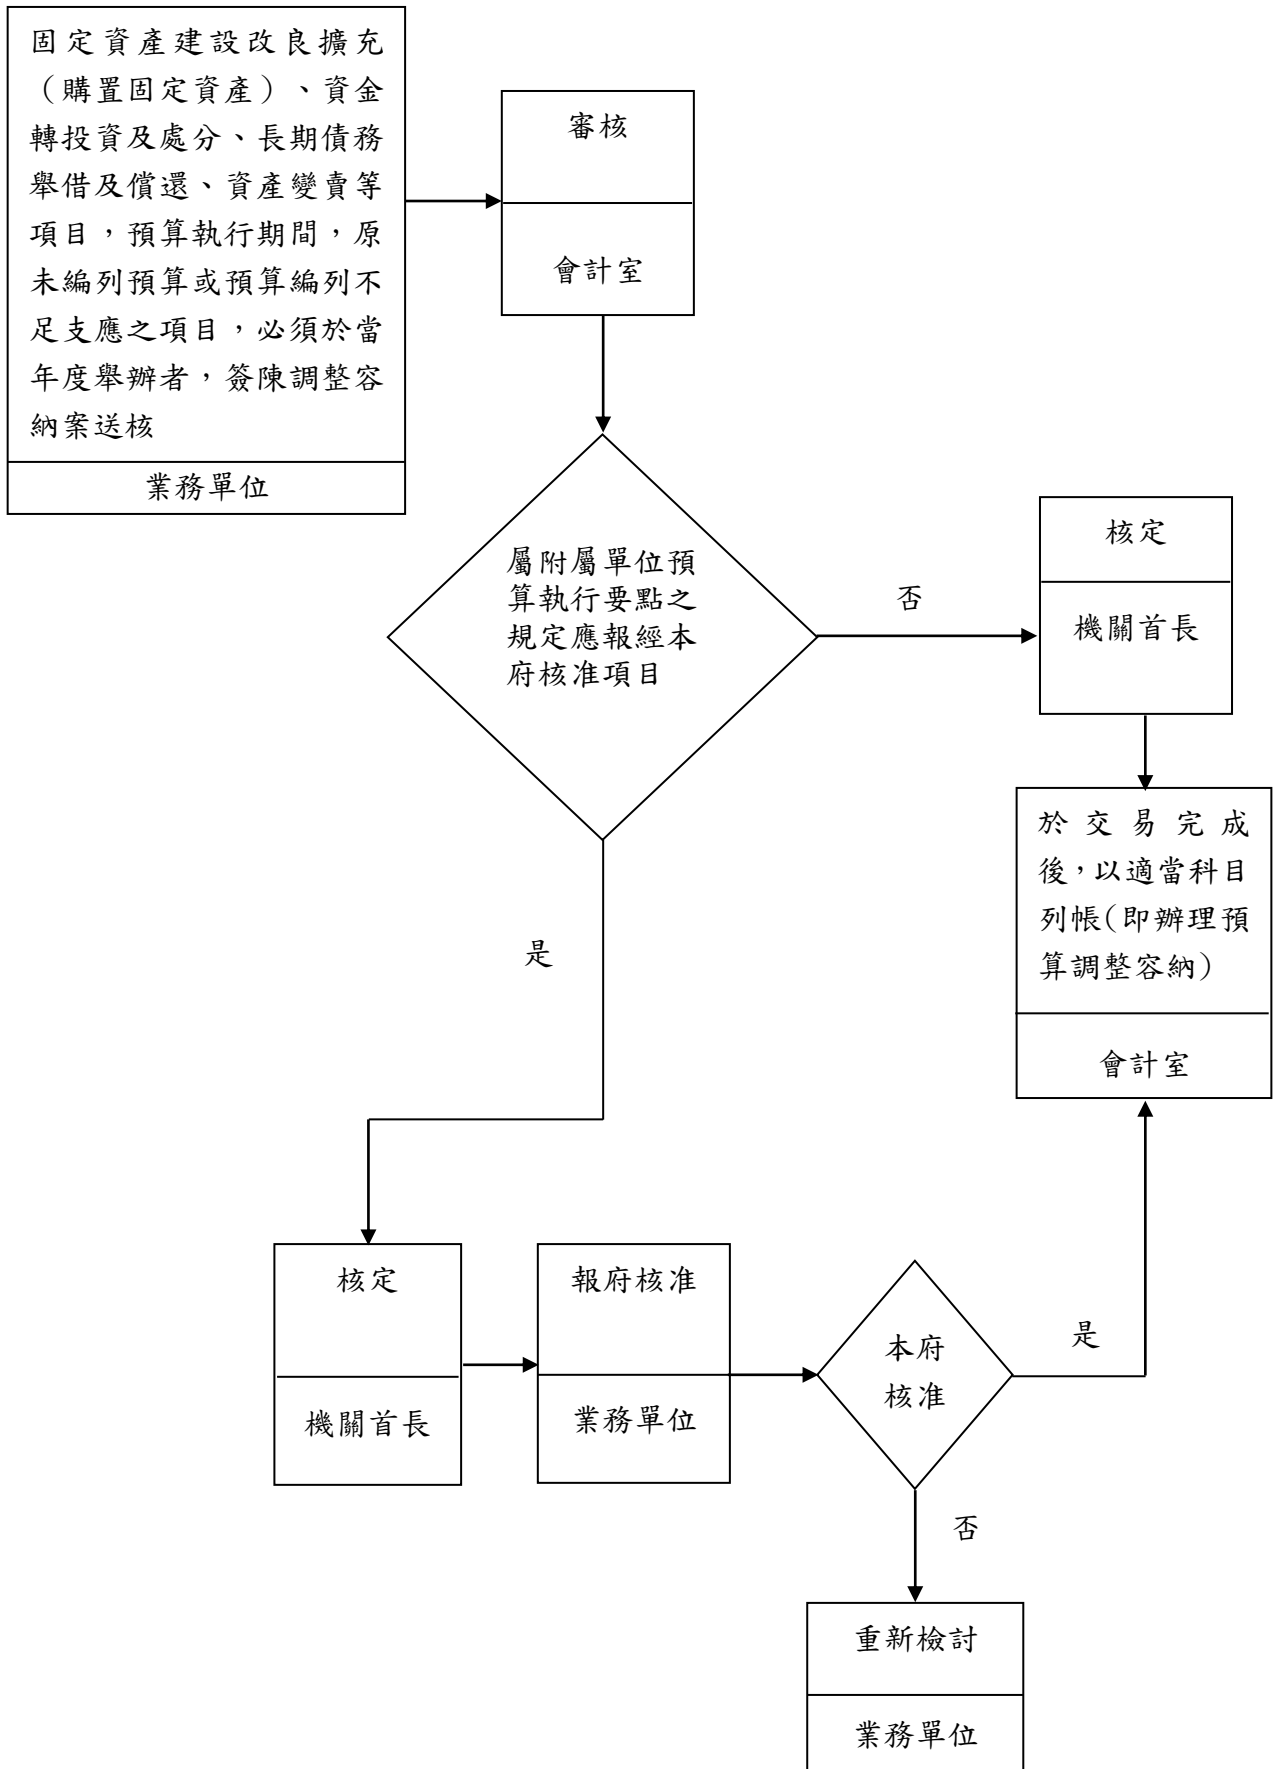 固定資產建設改良擴充
（購置固定資產）、資金
轉投資及處分、長期債務
舉借及償還、資產變賣等
項目，預算執行期間，原
未編列預算或預算編列不
足支應之項目，必須於當
年度舉辦者，簽陳調整容
納案送核
業務單位
審核
會計室
屬附屬單位預
算執行要點之
規定應報經本
府核准項目
否
核定
機關首長
於交易完成
後，以適當科目
列帳(即辦理預
算調整容納)
會計室
是
核定
機關首長
報府核准
業務單位
本府
核准
是
否
重新檢討
業務單位